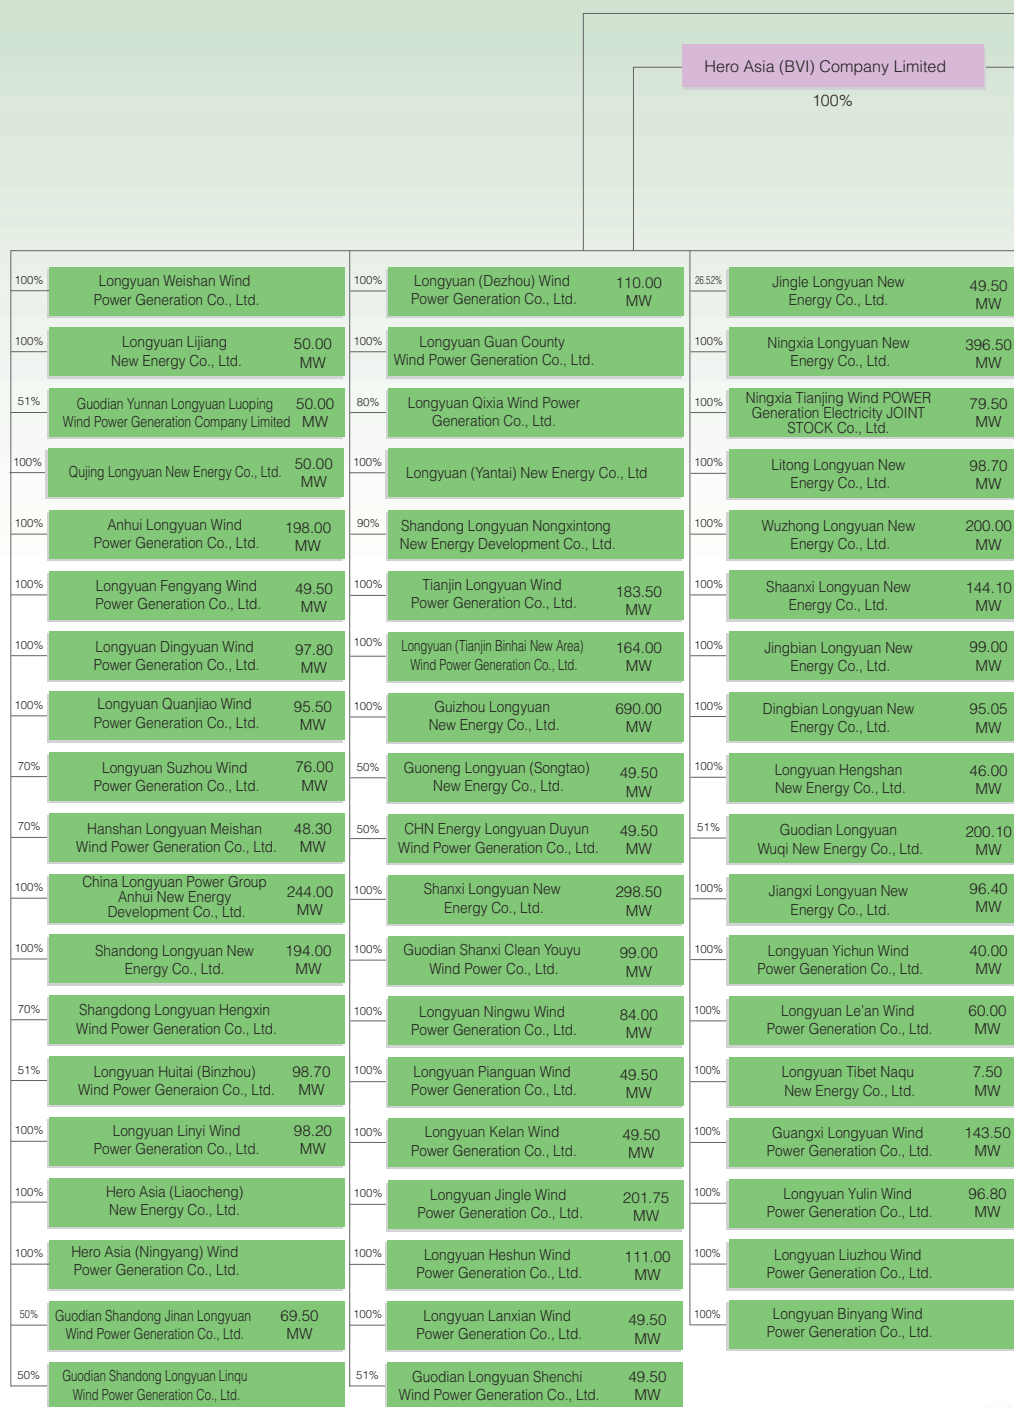 Hero Asia (BVI) Company Limited
100%
100%
Longyuan Weishan Wind
Power Generation Co., Ltd.
100%
Longyuan Lijiang
New Energy Co., Ltd.
50.00
MW
51%
Guodian Yunnan Longyuan Luoping
Wind Power Generation Company Limited
50.00
MW
100%
Qujing Longyuan New Energy Co., Ltd.
50.00
MW
100%
Anhui Longyuan Wind
Power Generation Co., Ltd.
198.00
MW
100%
Longyuan Fengyang Wind
Power Generation Co., Ltd.
49.50
MW
100%
Longyuan Dingyuan Wind
Power Generation Co., Ltd.
97.80
MW
100%
Longyuan Quanjiao Wind
Power Generation Co., Ltd.
95.50
MW
70%
Longyuan Suzhou Wind
Power Generation Co., Ltd.
76.00
MW
70%
Hanshan Longyuan Meishan
Wind Power Generation Co., Ltd.
48.30
MW
100%
China Longyuan Power Group
Anhui New Energy
Development Co., Ltd.
244.00
MW
100%
Shandong Longyuan New
Energy Co., Ltd.
194.00
MW
70%
Shangdong Longyuan Hengxin
Wind Power Generation Co., Ltd.
51%
Longyuan Huitai (Binzhou)
Wind Power Generaion Co., Ltd.
98.70
MW
100%
Longyuan Linyi Wind
Power Generation Co., Ltd.
98.20
MW
100%
Hero Asia (Liaocheng)
New Energy Co., Ltd.
100%
Hero Asia (Ningyang) Wind
Power Generation Co., Ltd.
50%
Guodian Shandong Jinan Longyuan
Wind Power Generation Co., Ltd.
69.50
MW
50%
Guodian Shandong Longyuan Linqu
Wind Power Generation Co., Ltd.
100%
Longyuan (Dezhou) Wind
Power Generation Co., Ltd.
110.00
MW
100%
Longyuan Guan County
Wind Power Generation Co., Ltd.
80%
Longyuan Qixia Wind Power
Generation Co., Ltd.
100%
Longyuan (Yantai) New Energy Co., Ltd
90%
Shandong Longyuan Nongxintong
New Energy Development Co., Ltd.
100%
Tianjin Longyuan Wind
Power Generation Co., Ltd.
183.50
MW
100%
Longyuan (Tianjin Binhai New Area)
Wind Power Generation Co., Ltd.
164.00
MW
100%
Guizhou Longyuan
New Energy Co., Ltd.
690.00
MW
50%
Guoneng Longyuan (Songtao)
New Energy Co., Ltd.
49.50
MW
50%
CHN Energy Longyuan Duyun
Wind Power Generation Co., Ltd.
49.50
MW
100%
Shanxi Longyuan New
Energy Co., Ltd.
298.50
MW
100%
Guodian Shanxi Clean Youyu
Wind Power Co., Ltd.
99.00
MW
100%
Longyuan Ningwu Wind
Power Generation Co., Ltd.
84.00
MW
100%
Longyuan Pianguan Wind
Power Generation Co., Ltd.
49.50
MW
100%
Longyuan Kelan Wind
Power Generation Co., Ltd.
49.50
MW
100%
Longyuan Jingle Wind
Power Generation Co., Ltd.
201.75
MW
100%
Longyuan Heshun Wind
Power Generation Co., Ltd.
111.00
MW
100%
Longyuan Lanxian Wind
Power Generation Co., Ltd.
49.50
MW
51%
Guodian Longyuan Shenchi
Wind Power Generation Co., Ltd.
49.50
MW
26.52%
Jingle Longyuan New
Energy Co., Ltd.
49.50
MW
100%
Ningxia Longyuan New
Energy Co., Ltd.
396.50
MW
100%
Ningxia Tianjing Wind POWER
Generation Electricity JOINT
STOCK Co., Ltd.
79.50
MW
100%
Litong Longyuan New
Energy Co., Ltd.
98.70
MW
100%
Wuzhong Longyuan New
Energy Co., Ltd.
200.00
MW
100%
Shaanxi Longyuan New
Energy Co., Ltd.
144.10
MW
100%
Jingbian Longyuan New
Energy Co., Ltd.
99.00
MW
100%
Dingbian Longyuan New
Energy Co., Ltd.
95.05
MW
100%
Longyuan Hengshan
New Energy Co., Ltd.
46.00
MW
51%
Guodian Longyuan
Wuqi New Energy Co., Ltd.
200.10
MW
100%
Jiangxi Longyuan New
Energy Co., Ltd.
96.40
MW
100%
Longyuan Yichun Wind
Power Generation Co., Ltd.
40.00
MW
100%
Longyuan Le'an Wind
Power Generation Co., Ltd.
60.00
MW
100%
Longyuan Tibet Naqu
New Energy Co., Ltd.
7.50
MW
100%
Guangxi Longyuan Wind
Power Generation Co., Ltd.
143.50
MW
100%
Longyuan Yulin Wind
Power Generation Co., Ltd.
96.80
MW
100%
Longyuan Liuzhou Wind
Power Generation Co., Ltd.
100%
Longyuan Binyang Wind
Power Generation Co., Ltd.